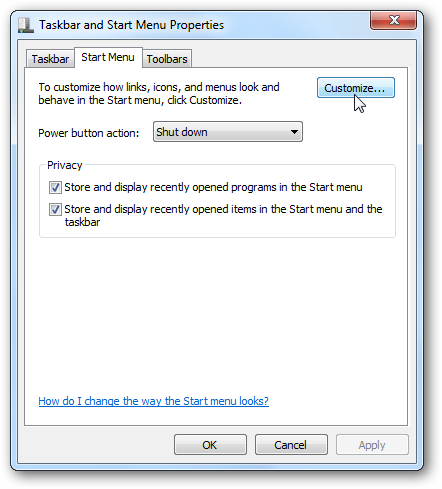 Taskbar and Start Menu Properties
Taskbar
Start Menu
Toolbars
To customize how links, icons, and menus look and
behave in the Start menu, click Customize.
Customize...
Power button action:
Shut down
Privacy
Store and display recently opened programs in the Start menu
Store and display recently opened items in the Start menu and the
taskbar
How do I change the way the Start menu looks?
OK
Cancel
Apply